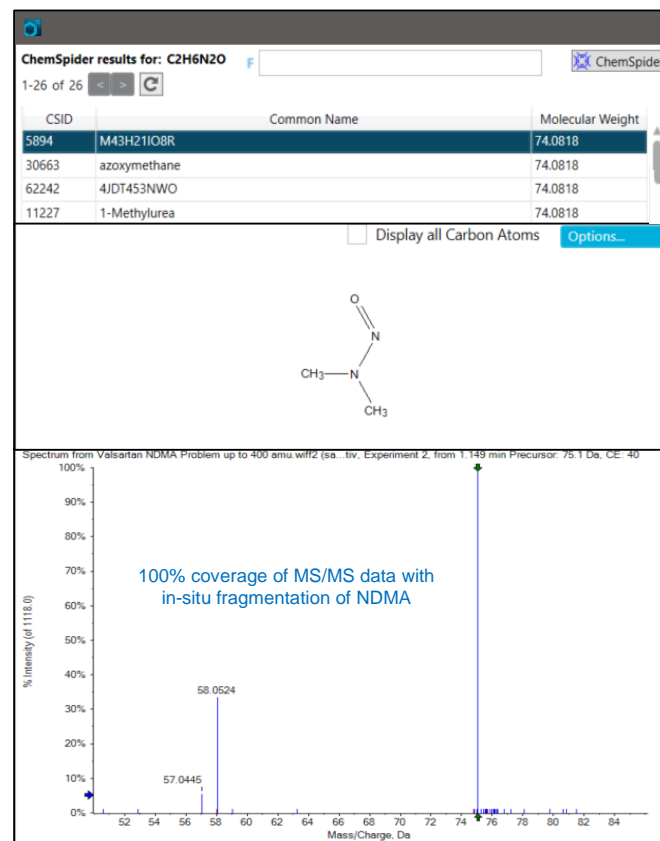 ChemSpider results for: C2H6N2O F ChemSpide
1-26 of 26 < >
CSID Common Name Molecular Weight
5894 M43H21IO8R 74.0818
30663 azoxymethane 74.0818
62242 4JDT453NWO 74.0818
11227 1-Methylurea 74.0818
Display all Carbon Atoms Options...
O
N
CH3 N
CH3
Spectrum from Valsartan NDMA Problem up to 400 amu.wiff2 (sa...tiv, Experiment 2, from 1.149 min Precursor: 75.1 Da, CE: 40
100%
90%
80%
70%
100% coverage of MS/MS data with
in-situ fragmentation of NDMA
60%
% Intensity (of 1118.0)
50%
40%
58.0524
30%
20%
57.0445
10%
0%
52 54 56 58 60 62 64 66 68 70 72 74 76 78 80 82 84
Mass/Charge, Da